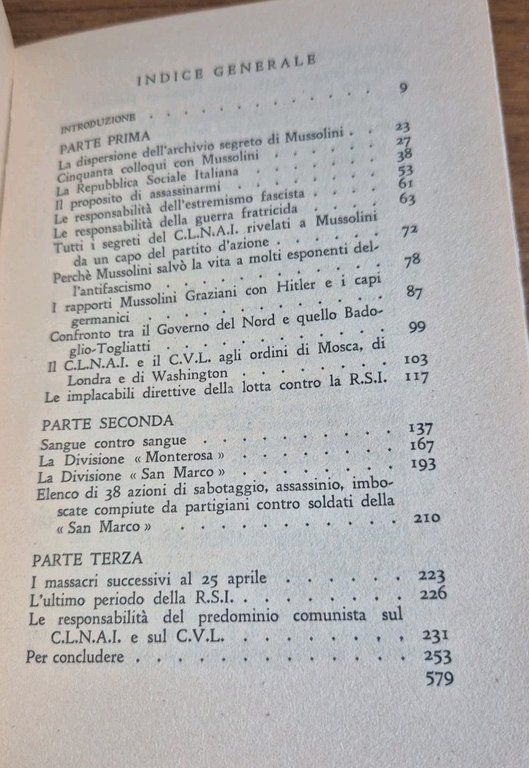 INDICE GENERALE
INTRODUZIONE . . . . . . . . . . . . 9
PARTE PRIMA
La dispersione dell'archivio segreto di Mussolini . . 23
Cinquanta colloqui con Mussolini . . . . . . 27
La Repubblica Sociale Italiana . . . . . . . 38
Il proposito di assassinarmi . . . . . . . . 53
Le responsabilità dell'estremismo fascista . . . . 61
Le responsabilità della guerra fratricida . . . . 63
Tutti i segreti del C.L.N.A.I. rivelati a Mussolini
da un capo del partito d'azione . . . . . . 72
Perchè Mussolini salvò la vita a molti esponenti del-
l'antifascismo . . . . . . . . . . 78
I rapporti Mussolini Graziani con Hitler e i capi
germanici . . . . . . . . . . . 87
Confronto tra il Governo del Nord e quello Bado-
glio-Togliatti . . . . . . . . . . 99
Il C.L.N.A.I. e il C.V.L. agli ordini di Mosca, di
Londra e di Washington . . . . . . . 103
Le implacabili direttive della lotta contro la R.S.I. 117
PARTE SECONDA
Sangue contro sangue . . . . . . . . . 137
La Divisione « Monterosa » . . . . . . . 167
La Divisione « San Marco » . . . . . . . 193
Elenco di 38 azioni di sabotaggio, assassinio, imbo-
scate compiute da partigiani contro soldati della
« San Marco » . . . . . . . . . . 210
PARTE TERZA
I massacri successivi al 25 aprile . . . . . . 223
L'ultimo periodo della R.S.I. . . . . . . . 226
Le responsabilità del predominio comunista sul
C.L.N.A.I. e sul C.V.L. . . . . . . . . 231
Per concludere . . . . . . . . . . . 253
579